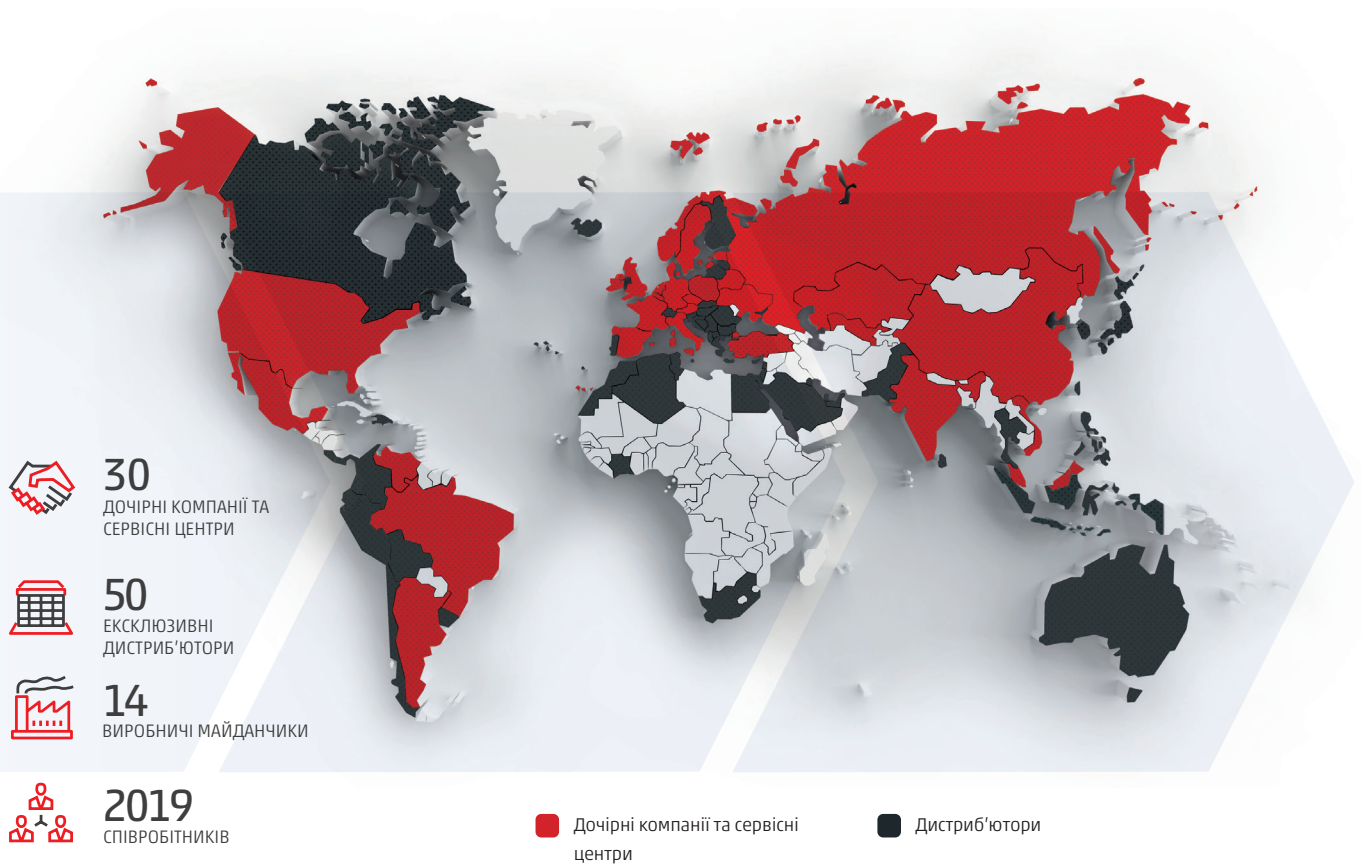 30
ДОЧІРНІ КОМПАНІЇ ТА
СЕРВІСНІ ЦЕНТРИ
50
ЕКСКЛЮЗИВНІ
ДИСТРИБ'ЮТОРИ
14
ВИРОБНИЧІ МАЙДАНЧИКИ
2019
СПІВРОБІТНИКІВ
Дочірні компанії та сервісні
центри
Дистриб'ютори